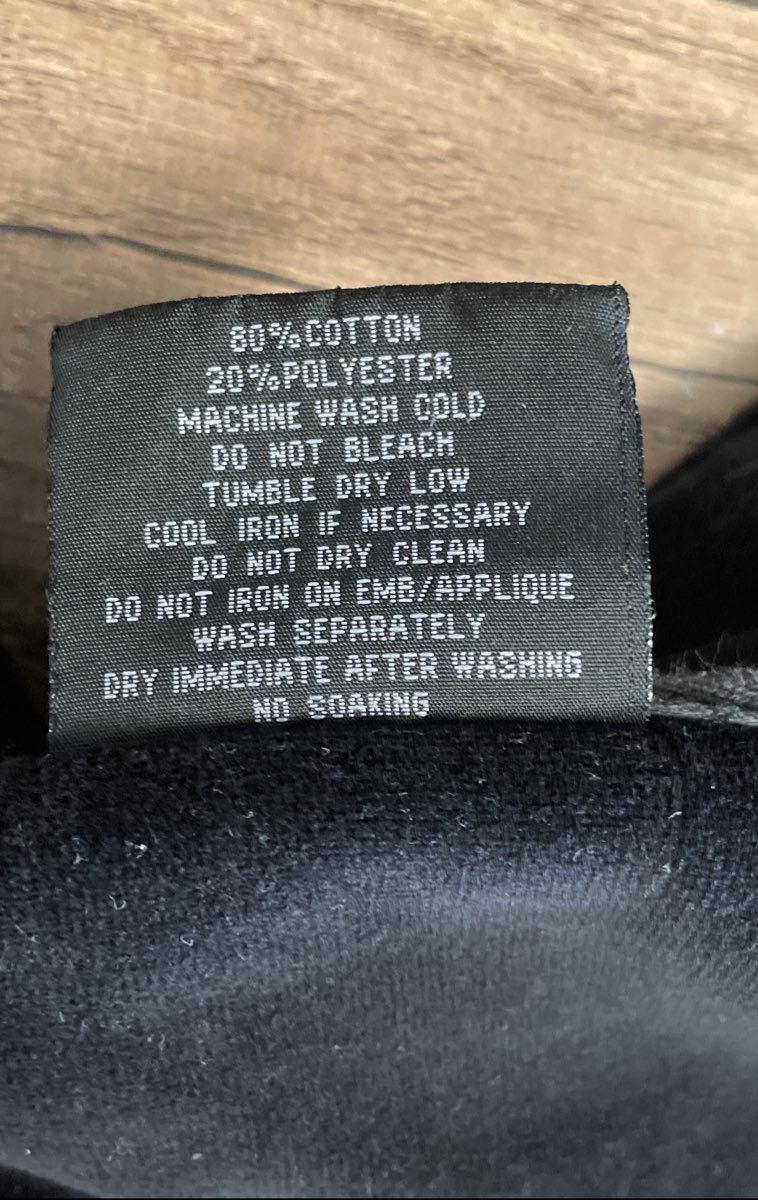 80%COTTON
20%POLYESTER
MACHINE WASH COLD
DO NOT BLEACH
TUMBLE DRY LOW
COOL IRON IF NECESSARY
DO NOT DRY CLEAN
DO NOT IRON ON EMB/APPLIQUE
WASH SEPARATELY
DRY IMMEDIATE AFTER WASHING
NO SOAKING